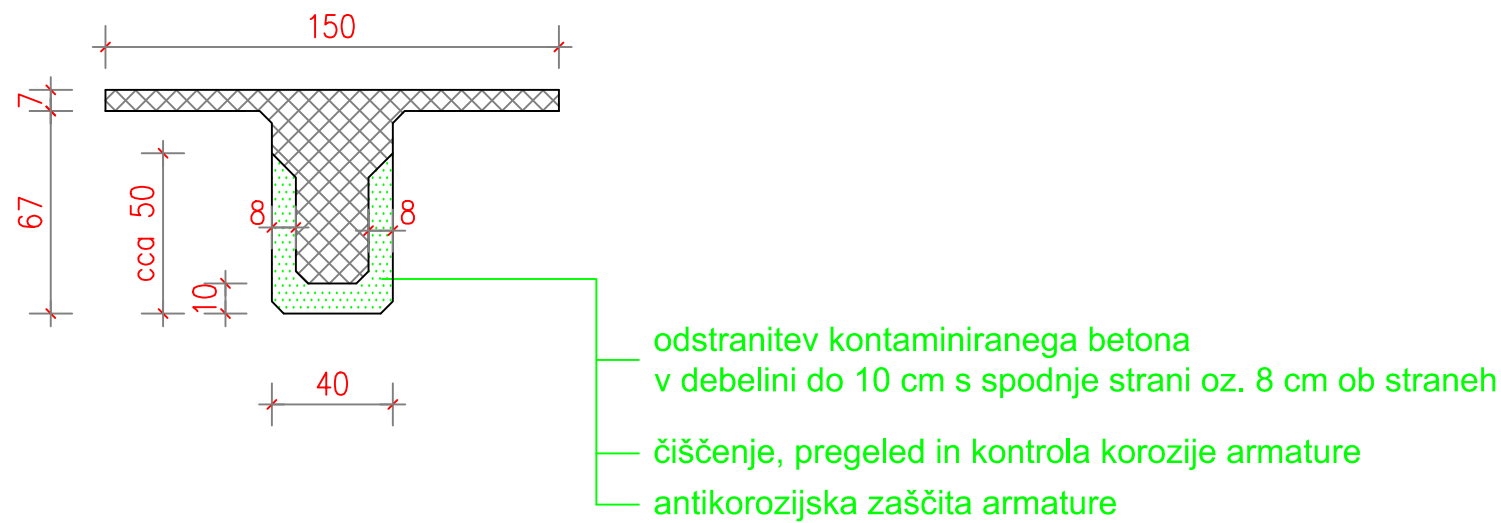 150
7
67
cca 50
8
8
10
40
odstranitev kontaminiranega betona
v debelini do 10 cm s spodnje strani oz. 8 cm ob straneh
čiščenje, pregeled in kontrola korozije armature
antikorozijska zaščita armature